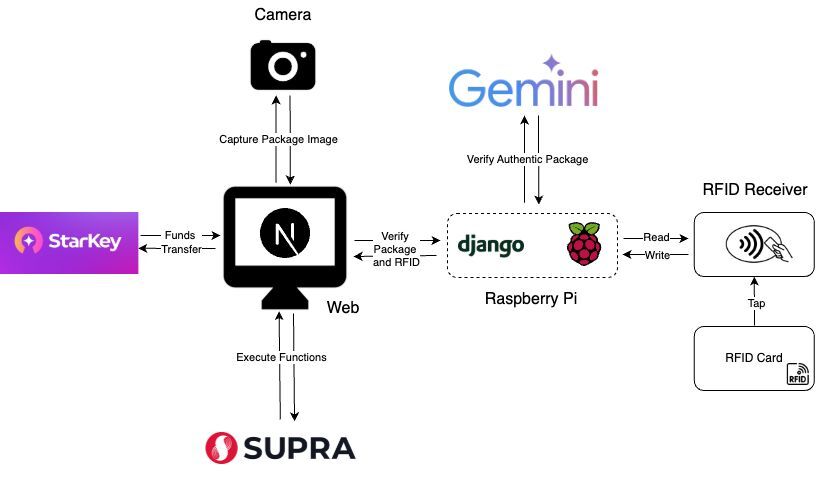 Camera
Capture Package Image
Gemini
Verify Authentic Package
RFID Receiver
StarKey
Funds
Transfer
N
Verify
Package
and RFID
django
Read
Write
Web
Raspberry Pi
Tap
Execute Functions
RFID Card
RFID
SUPRA